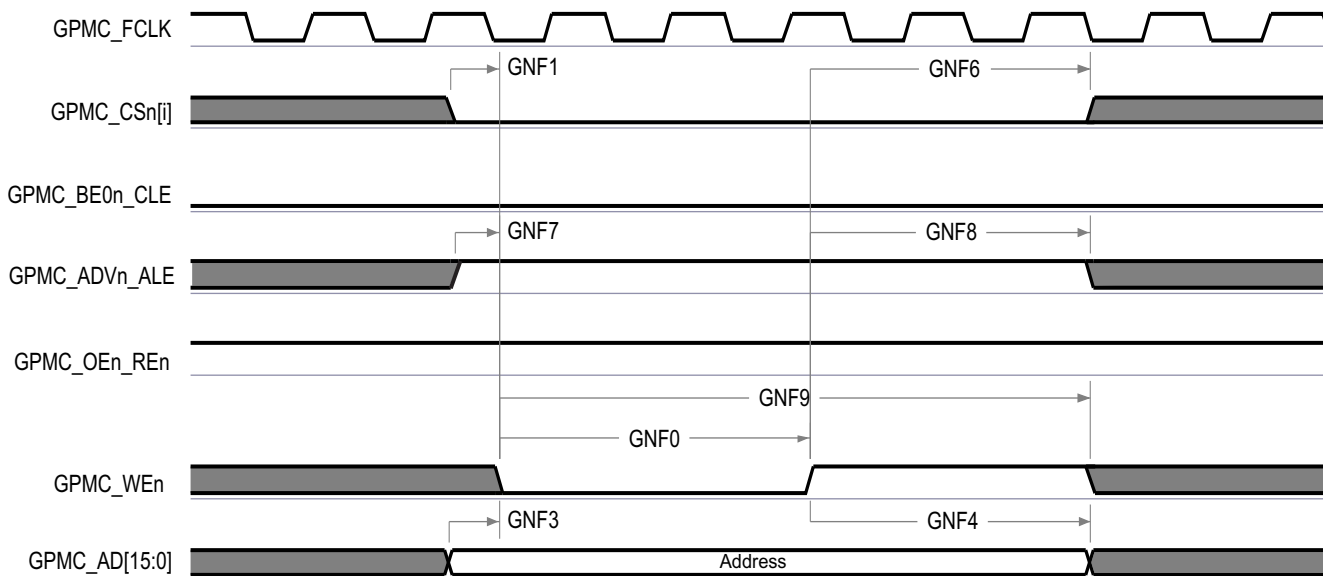 GPMC_FCLK
GNF1
GNF6
GPMC_CSn[i]
GPMC_BE0n_CLE
GNF7
GNF8
GPMC_ADVn_ALE
GPMC_OEn_REn
GNF9
GNF0
GPMC_WEn
GNF3
GNF4
GPMC_AD[15:0]
Address